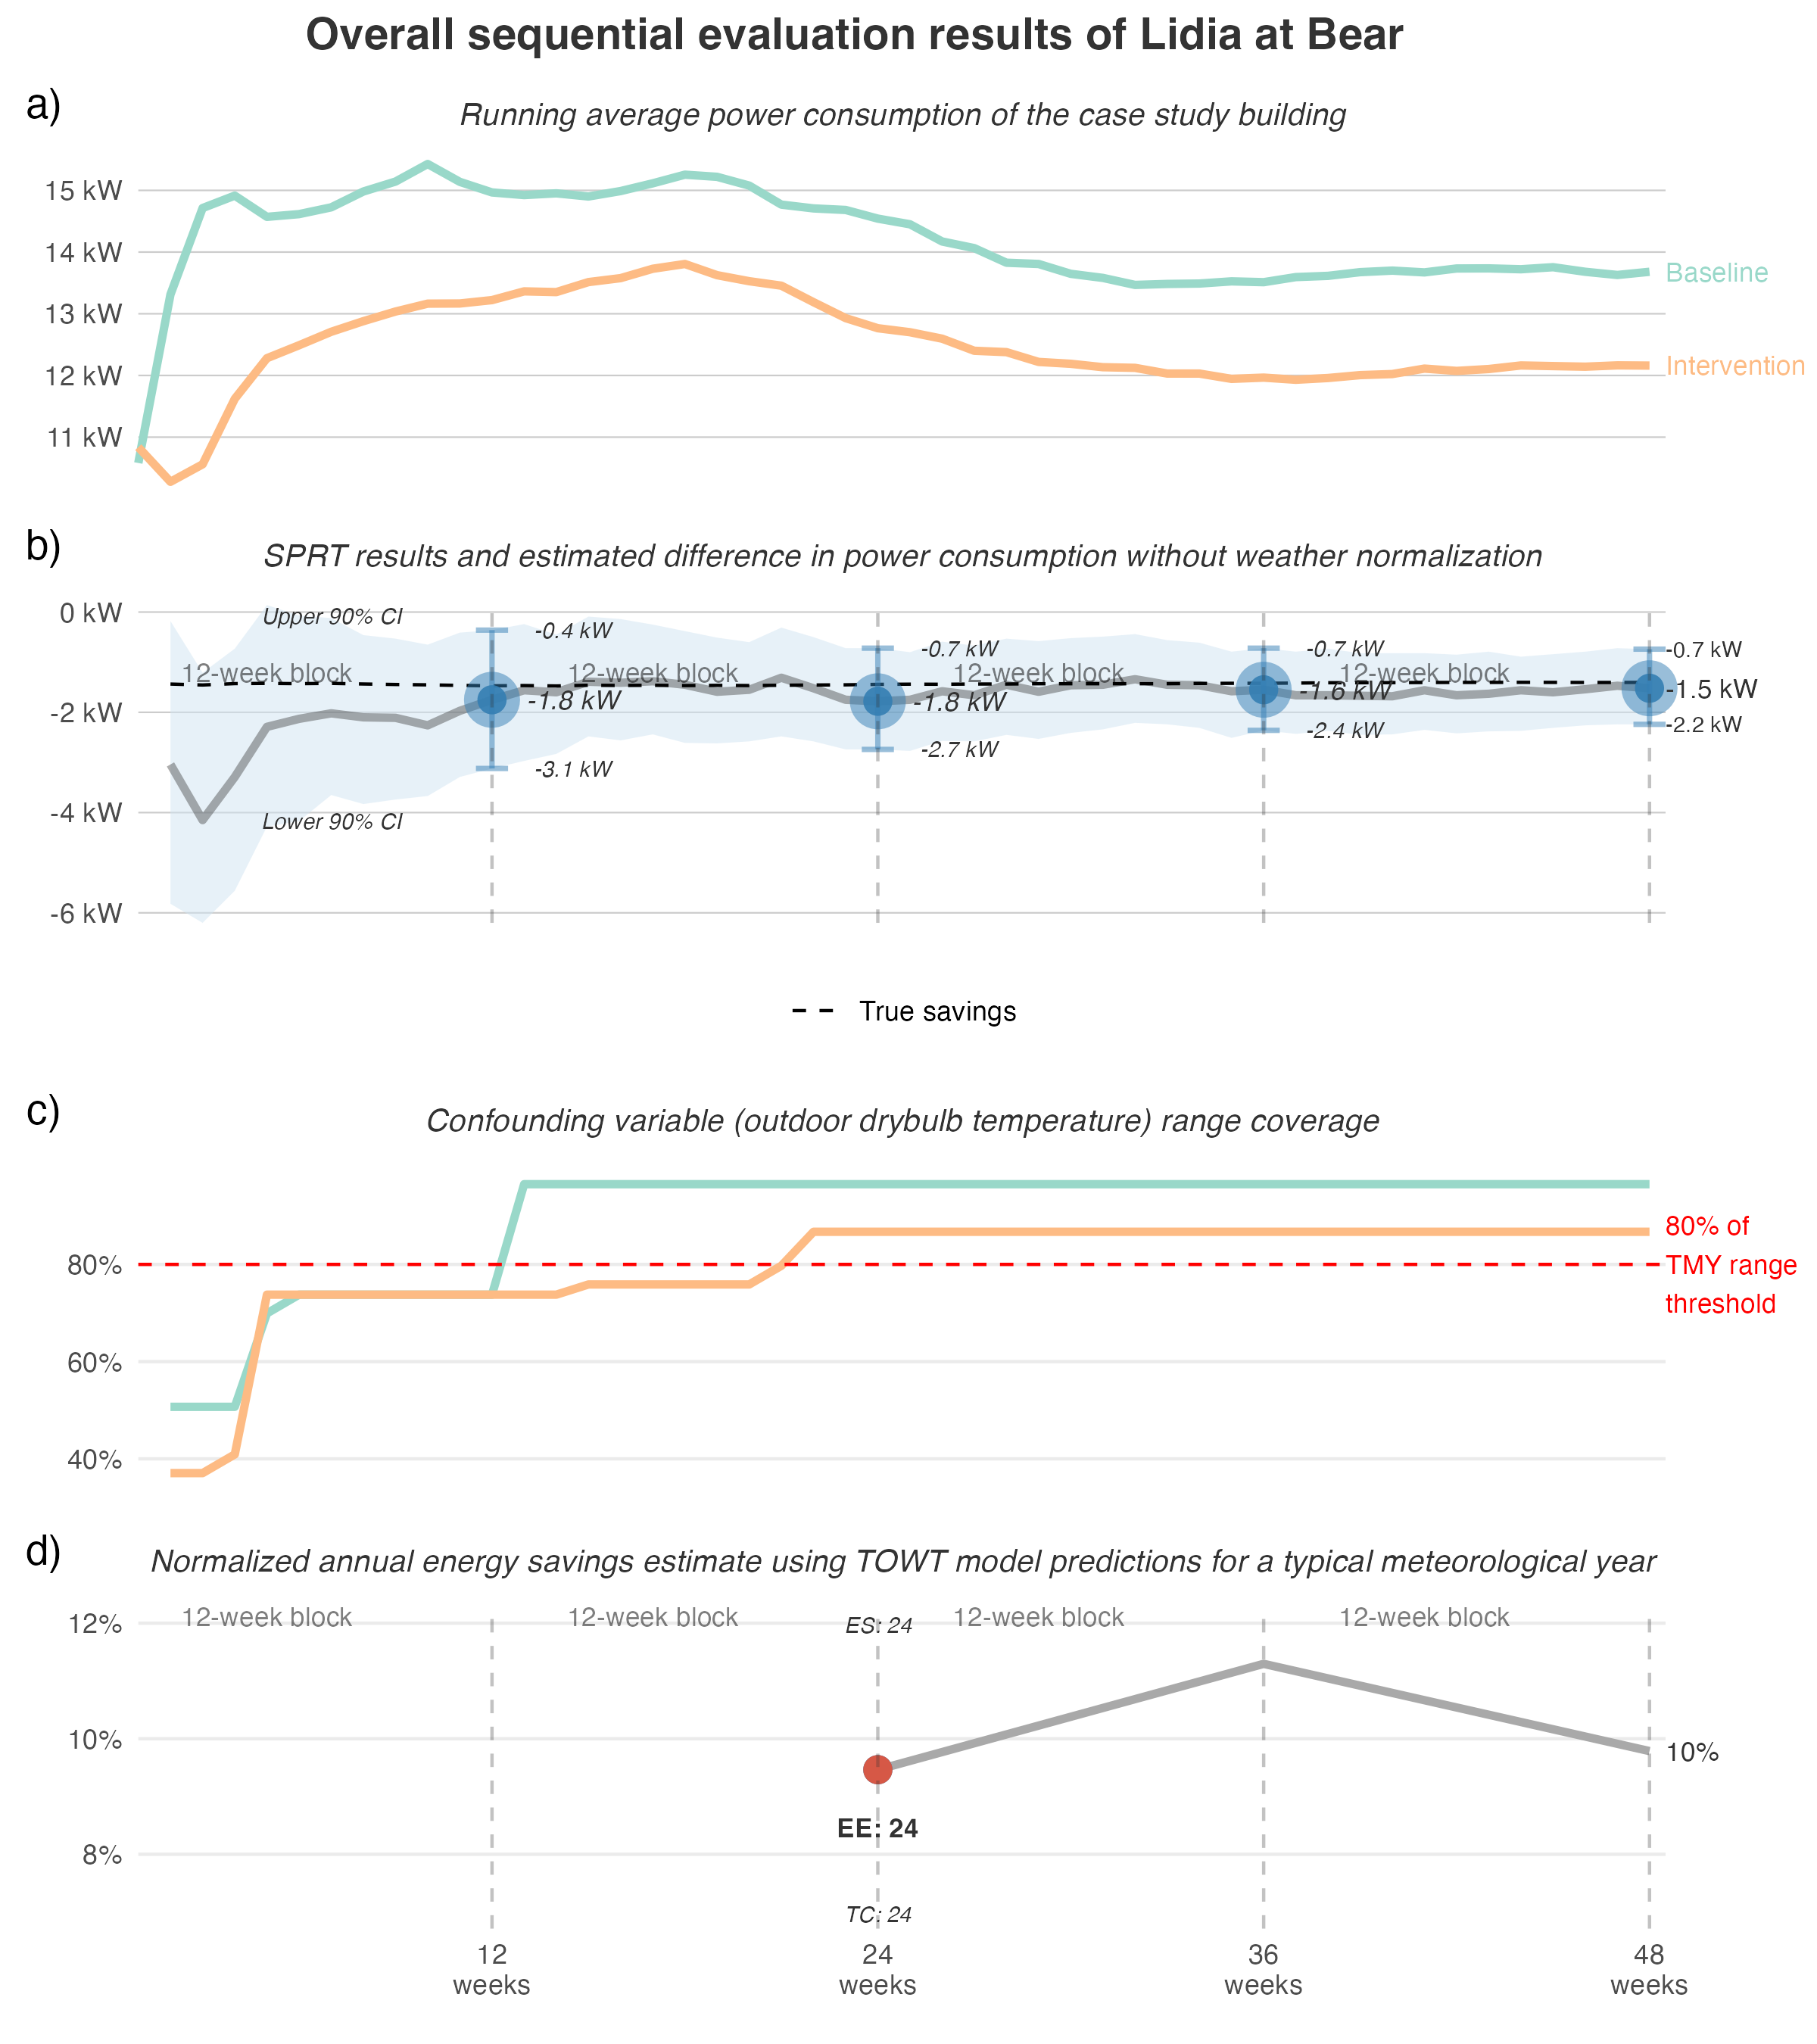 Overall sequential evaluation results of Lidia at Bear
a)
Running average power consumption of the case study building
15 kW
14 kW
13 kW
12 kW
11 kW
Baseline
Intervention
b)
SPRT results and estimated difference in power consumption without weather normalization
0 kW
-2 kW
-4 kW
-6 kW
Upper 90% CI
Lower 90% CI
12-week block
12-week block
12-week block
12-week block
-0.4 kW
-1.8 kW
-3.1 kW
-0.7 kW
-1.8 kW
-2.7 kW
-0.7 kW
-1.6 kW
-2.4 kW
-0.7 kW
-1.5 kW
-2.2 kW
True savings
c)
Confounding variable (outdoor drybulb temperature) range coverage
80%
60%
40%
80% of
TMY range
threshold
d)
Normalized annual energy savings estimate using TOWT model predictions for a typical meteorological year
12%
10%
8%
12-week block
12-week block
12-week block
12-week block
ES: 24
EE: 24
TC: 24
10%
12
weeks
24
weeks
36
weeks
48
weeks